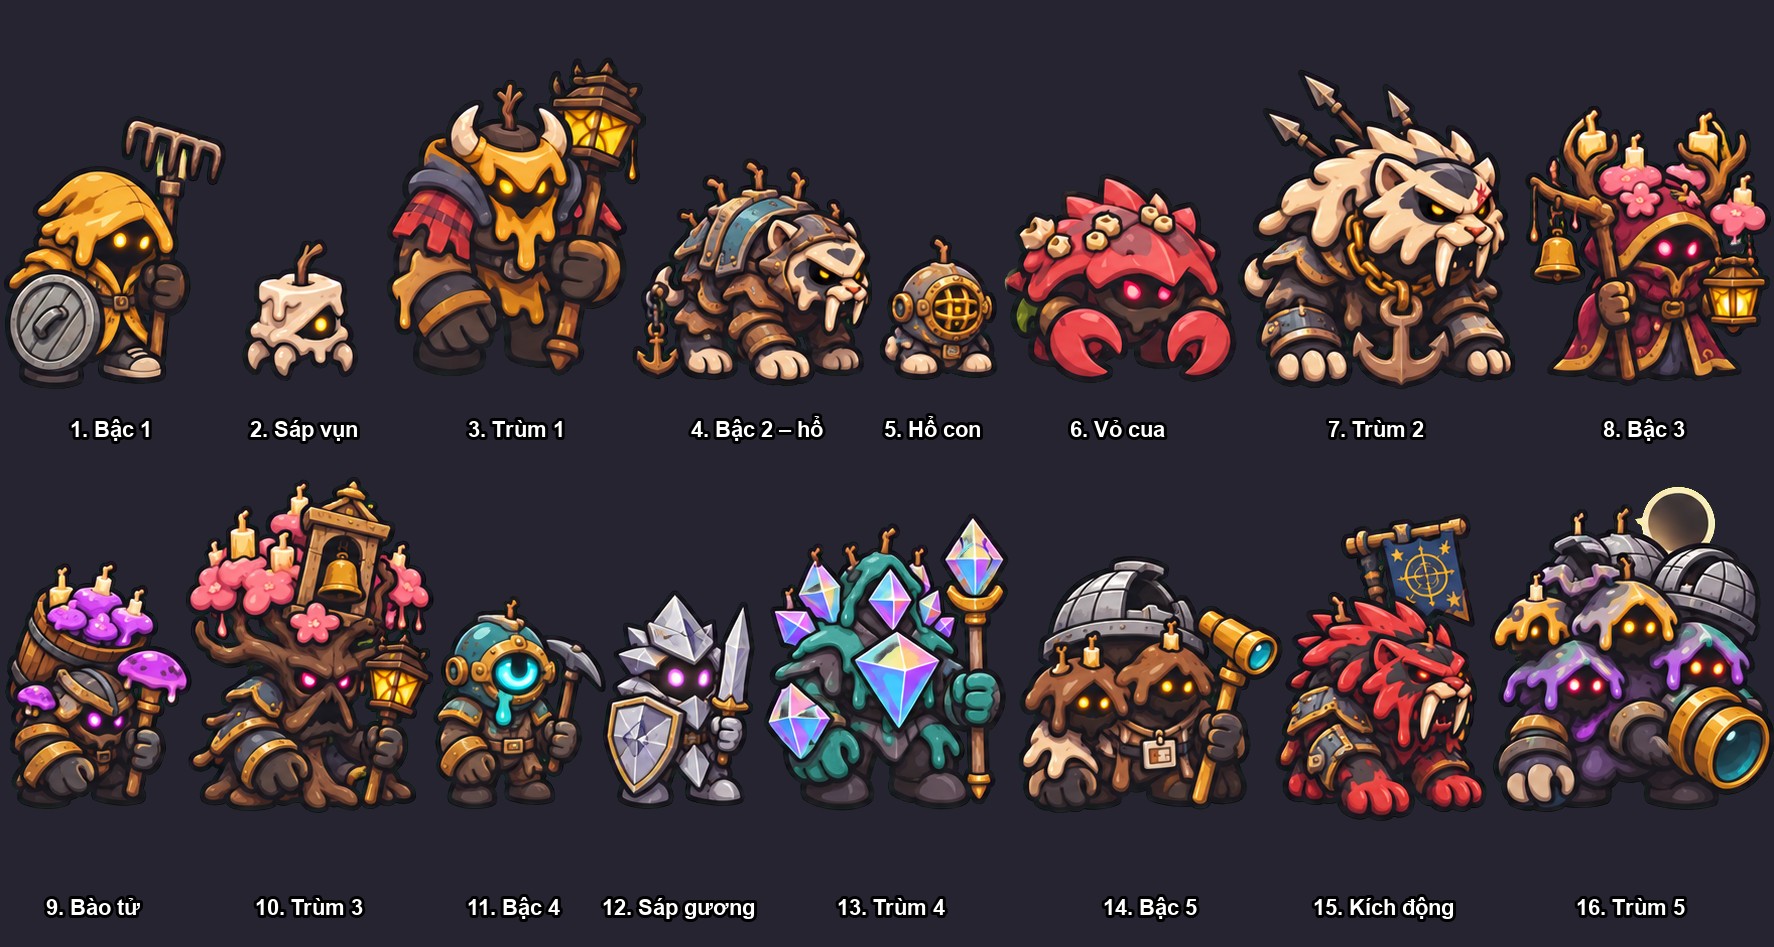 1. Bậc 1
2. Sáp vụn
3. Trùm 1
4. Bậc 2 – hổ
5. Hổ con
6. Vỏ cua
7. Trùm 2
8. Bậc 3
9. Bào tử
10. Trùm 3
11. Bậc 4
12. Sáp gương
13. Trùm 4
14. Bậc 5
15. Kích động
16. Trùm 5